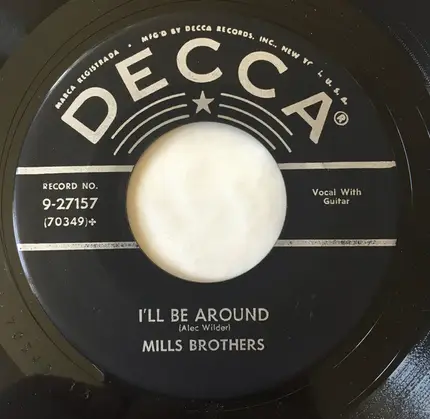 MARCA REGISTRADA • MFG'D BY DECCA RECORDS, INC., NEW U.S.A.
DECCA®
RECORD NO.
9-27157
(70349)✤
Vocal With
Guitar
I'LL BE AROUND
(Alec Wilder)
MILLS BROTHERS